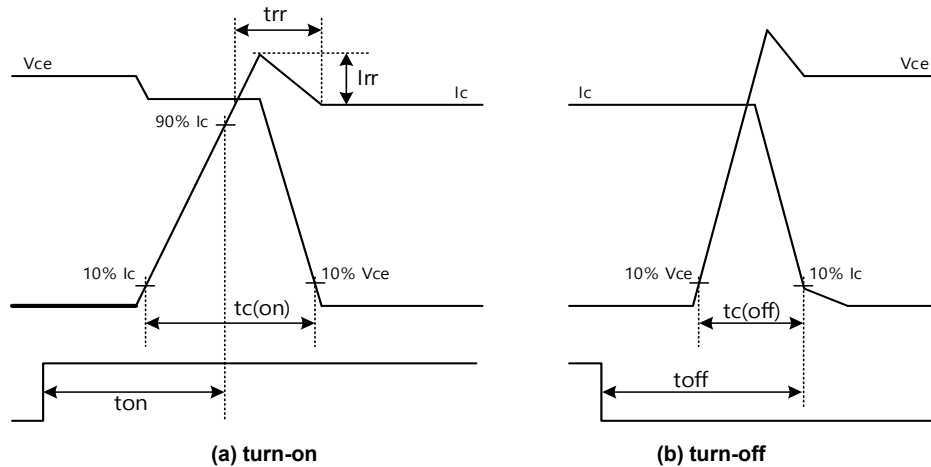 trr
Vce
Irr
Ic
90% Ic
10% Ic
10% Vce
tc(on)
ton
(a) turn-on
Vce
Ic
10% Vce
10% Ic
tc(off)
toff
(b) turn-off